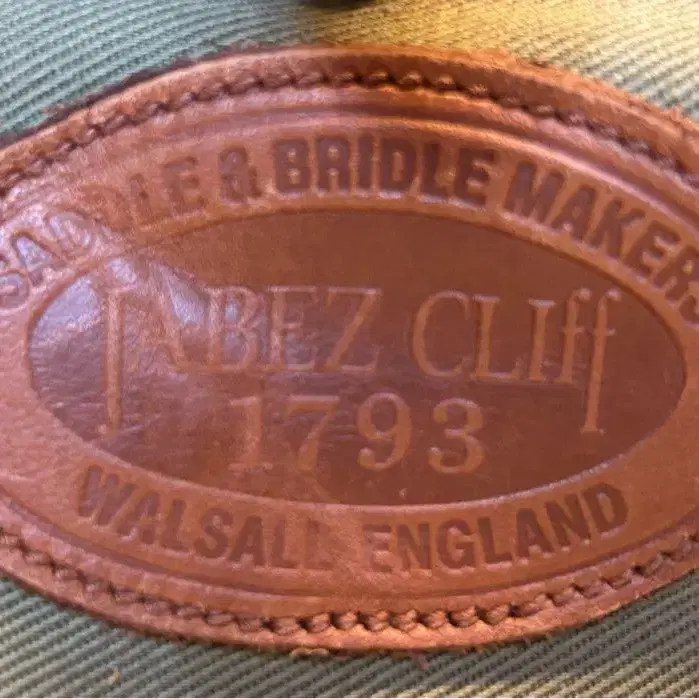 SADDLE & BRIDLE MAKERS
JABEZ CLIff
1793
WALSALL ENGLAND